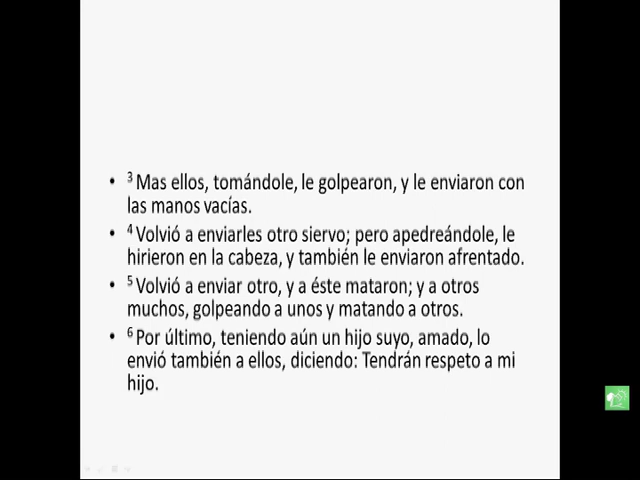 • ³ Mas ellos, tomándole, le golpearon, y le enviaron con
las manos vacías.
• ⁴ Volvió a enviarles otro siervo; pero apedreándole, le
hirieron en la cabeza, y también le enviaron afrentado.
• ⁵ Volvió a enviar otro, y a éste mataron; y a otros
muchos, golpeando a unos y matando a otros.
• ⁶ Por último, teniendo aún un hijo suyo, amado, lo
envió también a ellos, diciendo: Tendrán respeto a mi
hijo.